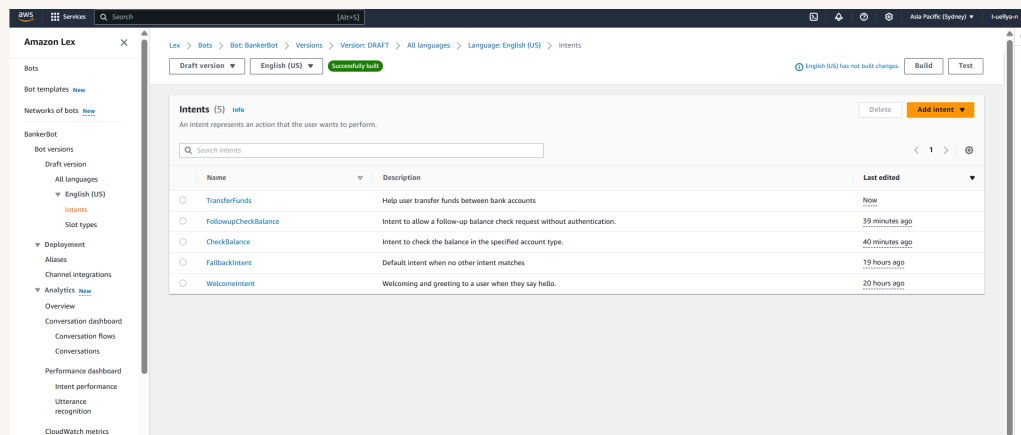 aws Services Search [Alt+S] Asia Pacific (Sydney) ▼
Amazon Lex
Bots
Bot templates New
Networks of bots New
BankerBot
Bot versions
Draft version
All languages
▼ English (US)
Intents
Slot types
▼ Deployment
Aliases
Channel integrations
▼ Analytics New
Overview
Conversation dashboard
Conversation flows
Conversations
Performance dashboard
Intent performance
Utterance
recognition
CloudWatch metrics
Lex > Bots > Bot: BankerBot > Versions > Version: DRAFT > All languages > Language: English (US) > Intents
Draft version ▼ English (US) ▼ Successfully built English (US) has not built changes. Build Test
Intents (5) Info Delete Add intent ▼
An intent represents an action that the user wants to perform.
Search intents < 1 >
Name Description Last edited
TransferFunds Help user transfer funds between bank accounts Now
FollowupCheckBalance Intent to allow a follow-up balance check request without authentication. 39 minutes ago
CheckBalance Intent to check the balance in the specified account type. 40 minutes ago
FallbackIntent Default intent when no other intent matches 19 hours ago
WelcomeIntent Welcoming and greeting to a user when they say hello. 20 hours ago